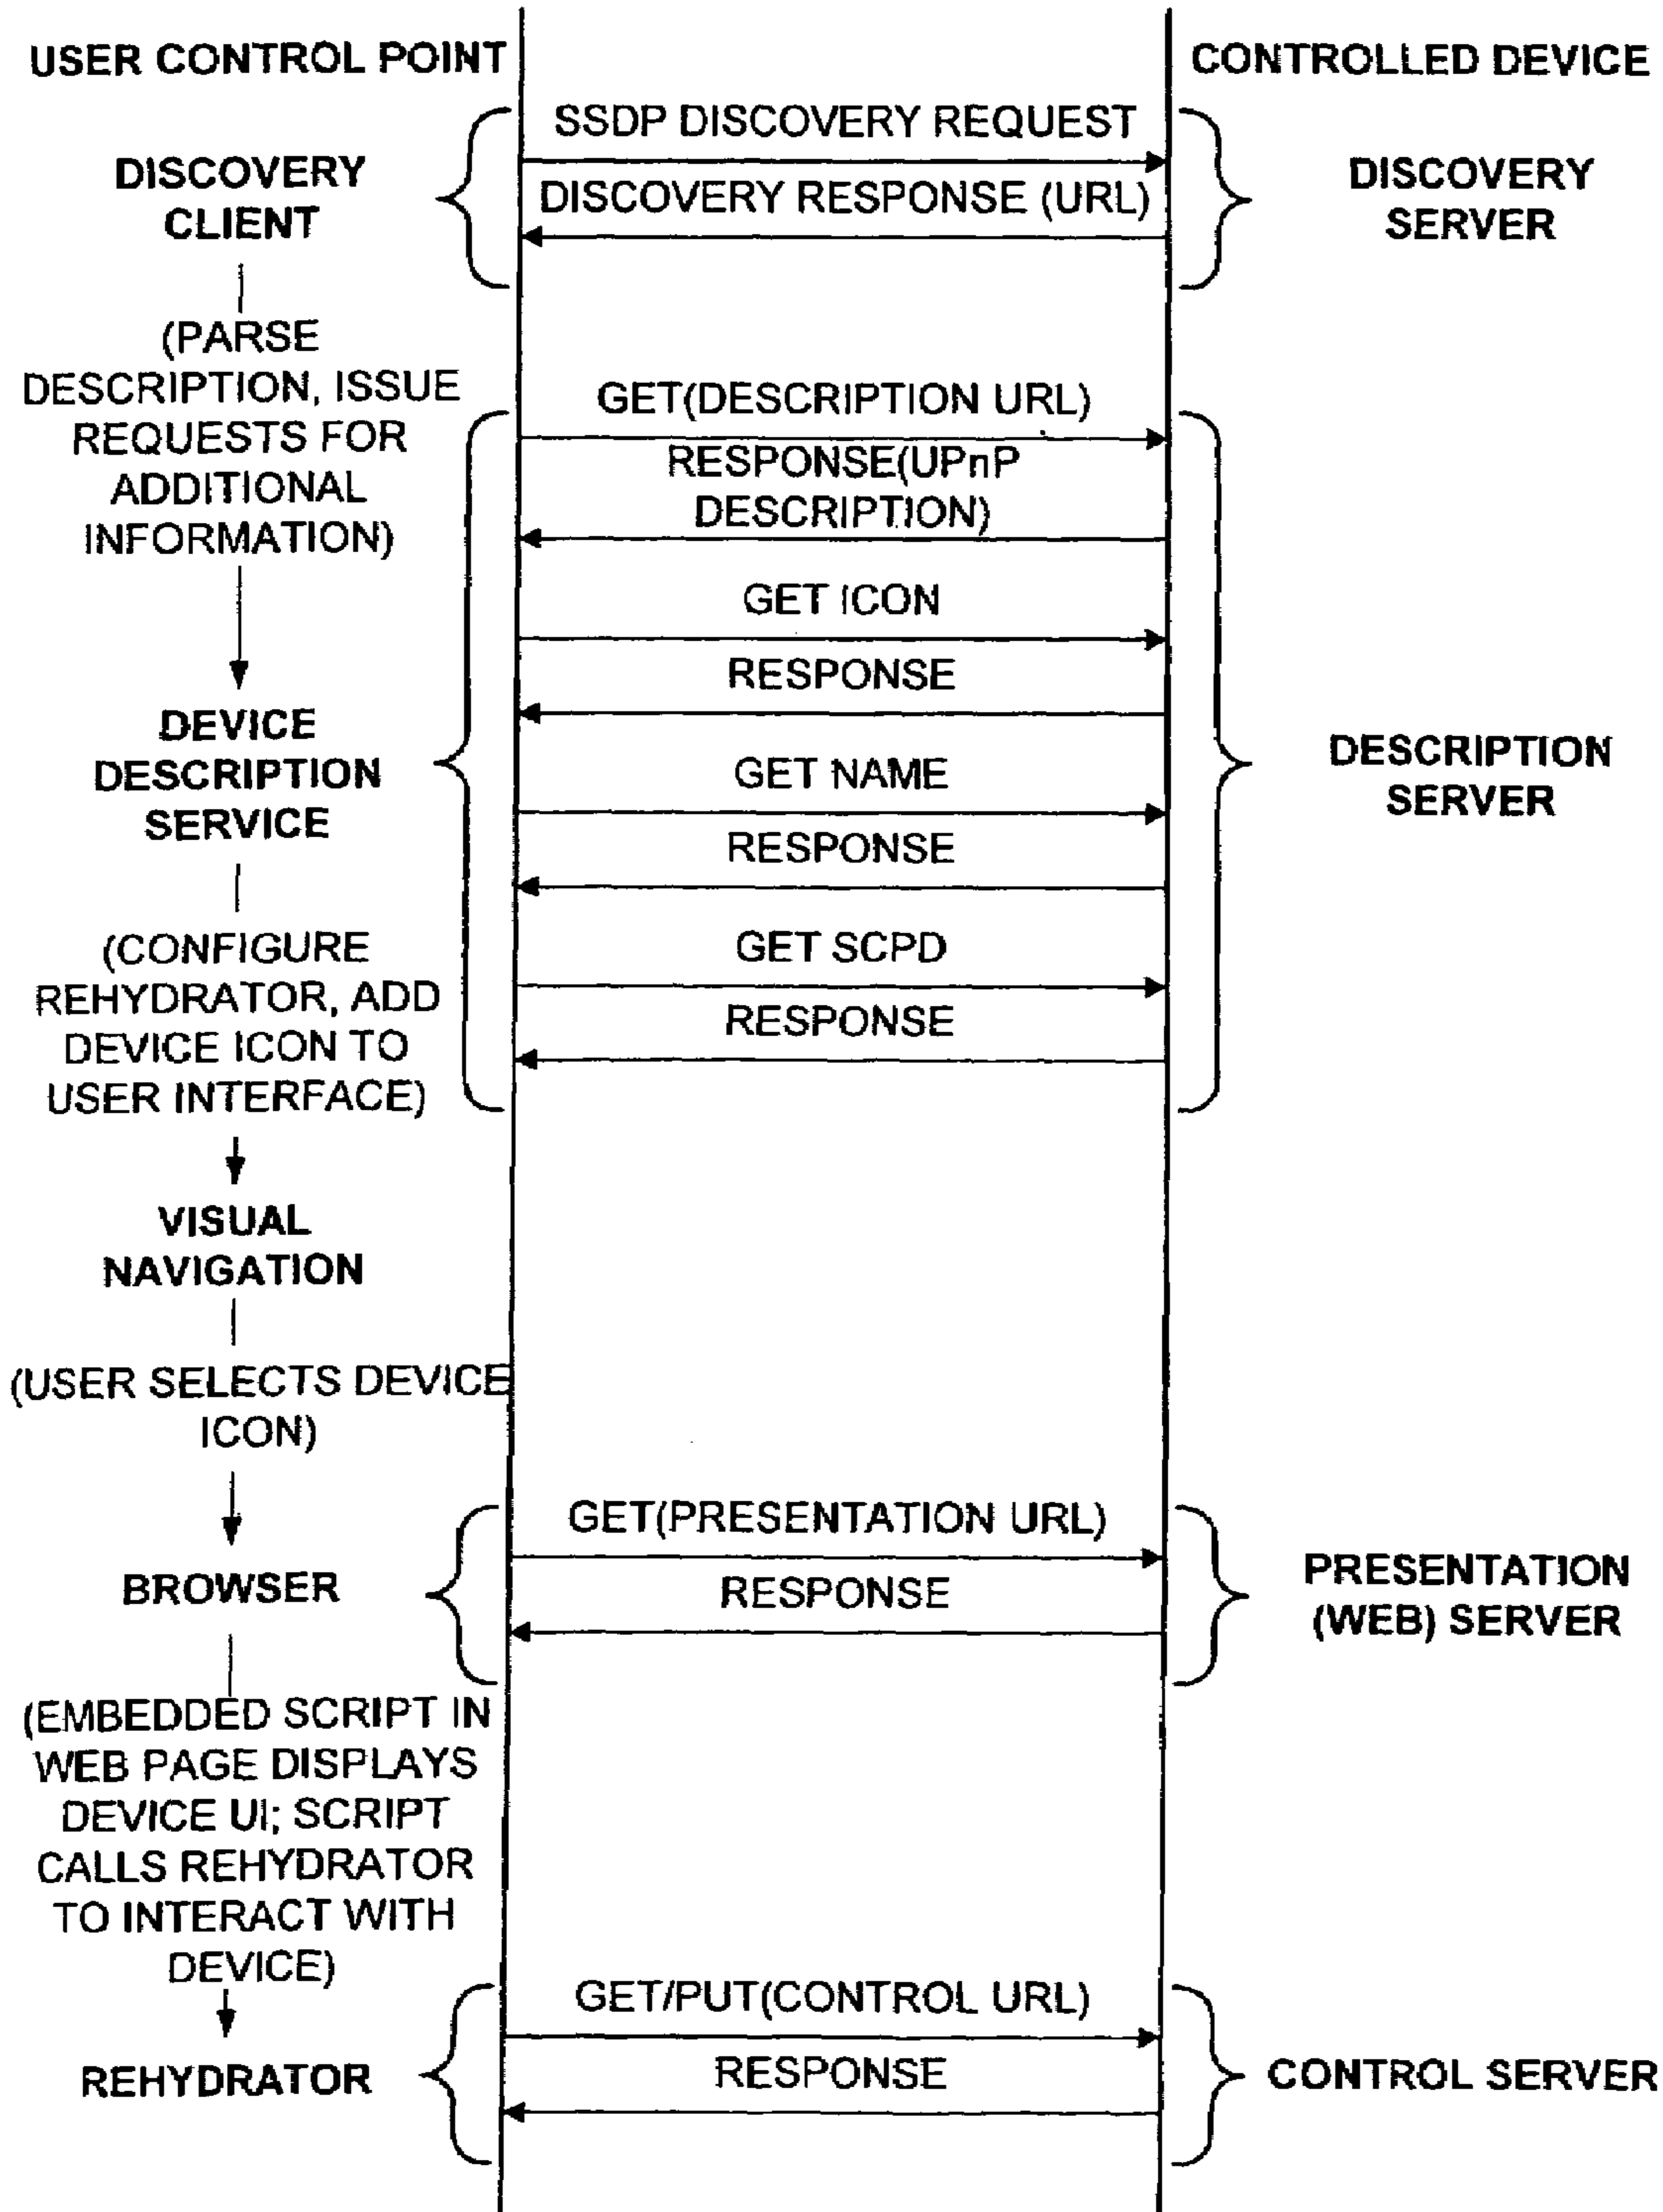 USER CONTROL POINT
CONTROLLED DEVICE
SSDP DISCOVERY REQUEST
DISCOVERY
CLIENT
DISCOVERY RESPONSE (URL)
DISCOVERY
SERVER
(PARSE
DESCRIPTION, ISSUE
REQUESTS FOR
ADDITIONAL
INFORMATION)
GET(DESCRIPTION URL)
RESPONSE(UPnP
DESCRIPTION)
GET ICON
RESPONSE
DEVICE
DESCRIPTION
SERVICE
GET NAME
RESPONSE
DESCRIPTION
SERVER
(CONFIGURE
REHYDRATOR, ADD
DEVICE ICON TO
USER INTERFACE)
GET SCPD
RESPONSE
VISUAL
NAVIGATION
(USER SELECTS DEVICE
ICON)
BROWSER
GET(PRESENTATION URL)
RESPONSE
PRESENTATION
(WEB) SERVER
(EMBEDDED SCRIPT IN
WEB PAGE DISPLAYS
DEVICE UI; SCRIPT
CALLS REHYDRATOR
TO INTERACT WITH
DEVICE)
REHYDRATOR
GET/PUT(CONTROL URL)
RESPONSE
CONTROL SERVER